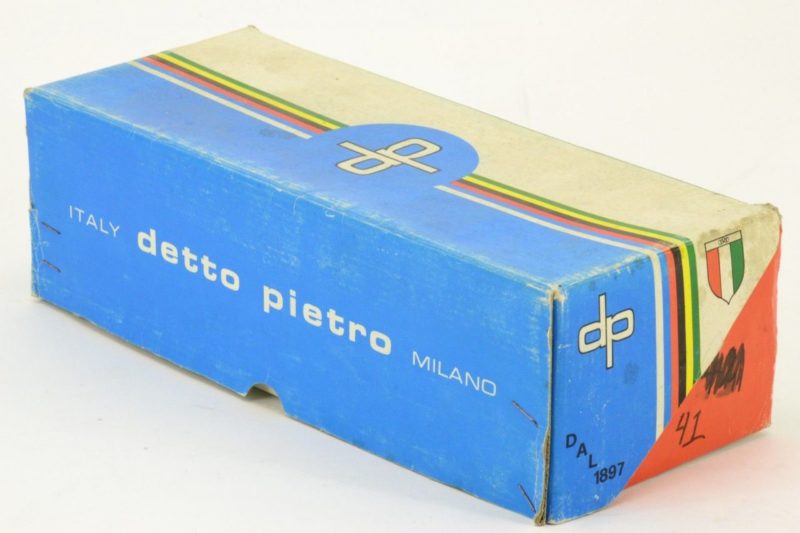 dp
ITALY detto pietro MILANO
dp
DAL
1897
41